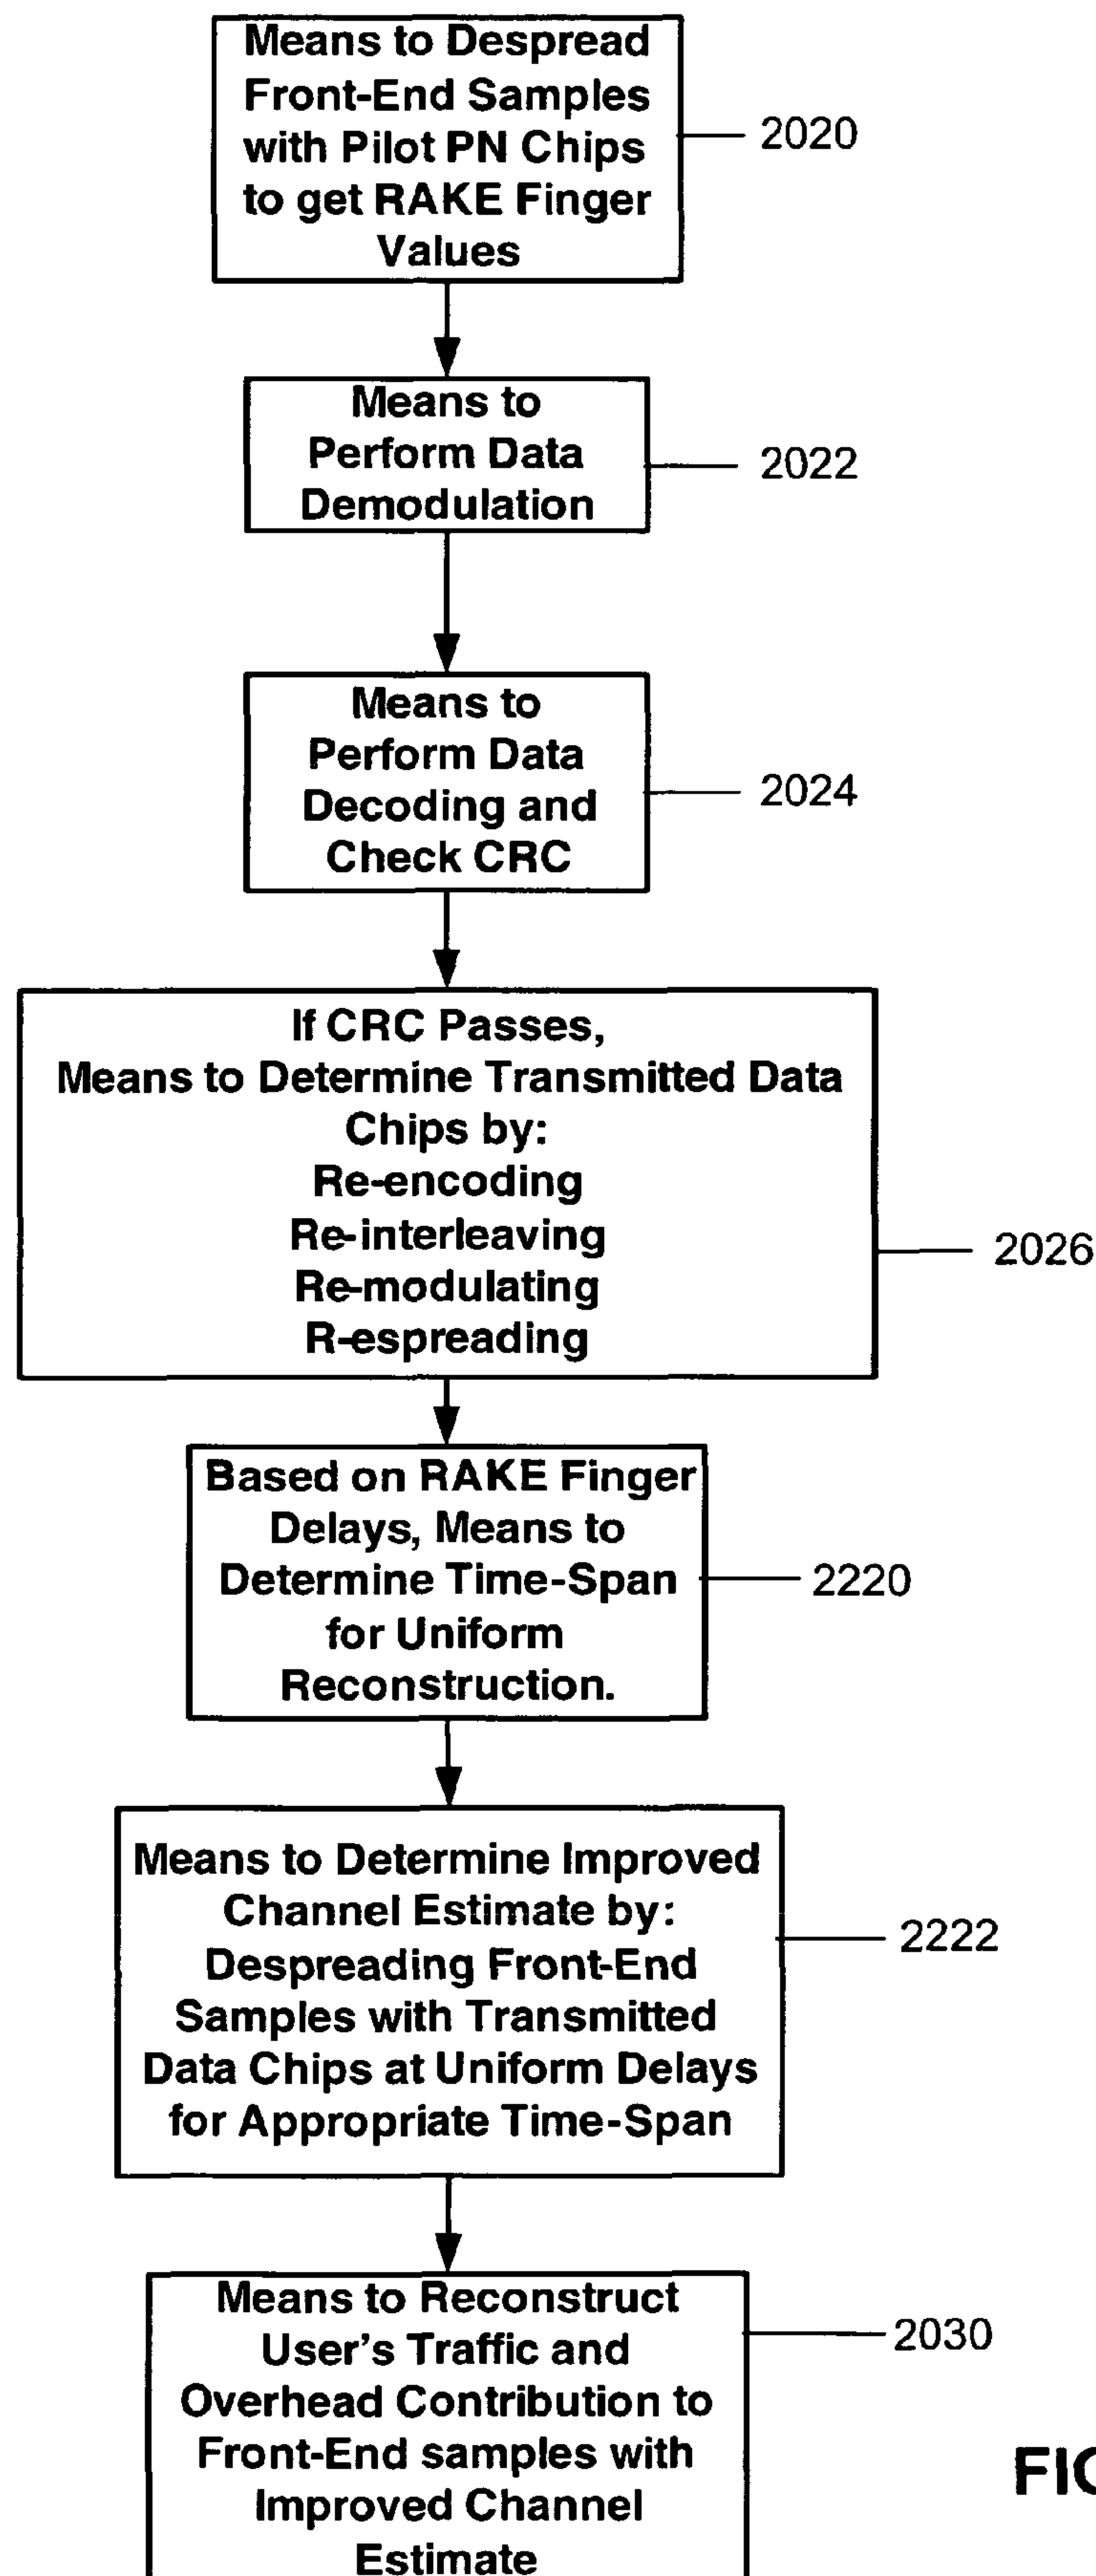 Means to Despread
Front-End Samples
with Pilot PN Chips
to get RAKE Finger
Values
2020
Means to
Perform Data
Demodulation
2022
Means to
Perform Data
Decoding and
Check CRC
2024
If CRC Passes,
Means to Determine Transmitted Data
Chips by:
Re-encoding
Re-interleaving
Re-modulating
R-espreading
2026
Based on RAKE Finger
Delays, Means to
Determine Time-Span
for Uniform
Reconstruction.
2220
Means to Determine Improved
Channel Estimate by:
Despreading Front-End
Samples with Transmitted
Data Chips at Uniform Delays
for Appropriate Time-Span
2222
Means to Reconstruct
User's Traffic and
Overhead Contribution to
Front-End samples with
Improved Channel
Estimate
2030